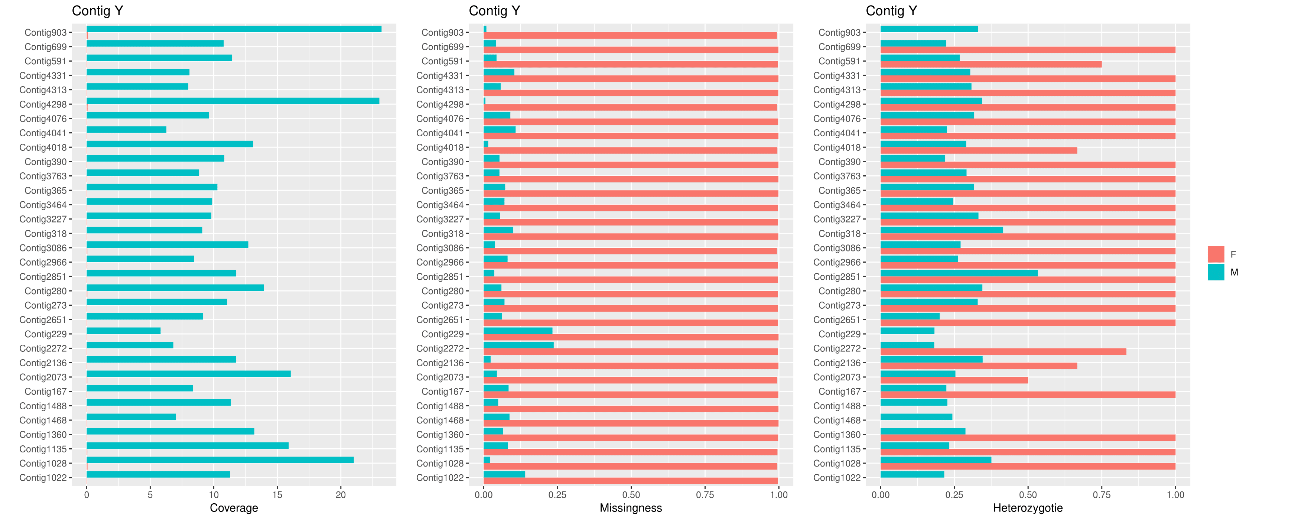 Contig Y
Contig903
Contig699
Contig591
Contig4331
Contig4313
Contig4298
Contig4076
Contig4041
Contig4018
Contig390
Contig3763
Contig365
Contig3464
Contig3227
Contig318
Contig3086
Contig2966
Contig2851
Contig280
Contig273
Contig2651
Contig229
Contig2272
Contig2136
Contig2073
Contig167
Contig1488
Contig1468
Contig1360
Contig1135
Contig1028
Contig1022
0 5 10 15 20
Coverage
Contig Y
Contig903
Contig699
Contig591
Contig4331
Contig4313
Contig4298
Contig4076
Contig4041
Contig4018
Contig390
Contig3763
Contig365
Contig3464
Contig3227
Contig318
Contig3086
Contig2966
Contig2851
Contig280
Contig273
Contig2651
Contig229
Contig2272
Contig2136
Contig2073
Contig167
Contig1488
Contig1468
Contig1360
Contig1135
Contig1028
Contig1022
0.00 0.25 0.50 0.75 1.00
Missingness
Contig Y
Contig903
Contig699
Contig591
Contig4331
Contig4313
Contig4298
Contig4076
Contig4041
Contig4018
Contig390
Contig3763
Contig365
Contig3464
Contig3227
Contig318
Contig3086
Contig2966
Contig2851
Contig280
Contig273
Contig2651
Contig229
Contig2272
Contig2136
Contig2073
Contig167
Contig1488
Contig1468
Contig1360
Contig1135
Contig1028
Contig1022
0.00 0.25 0.50 0.75 1.00
Heterozygotie
F
M